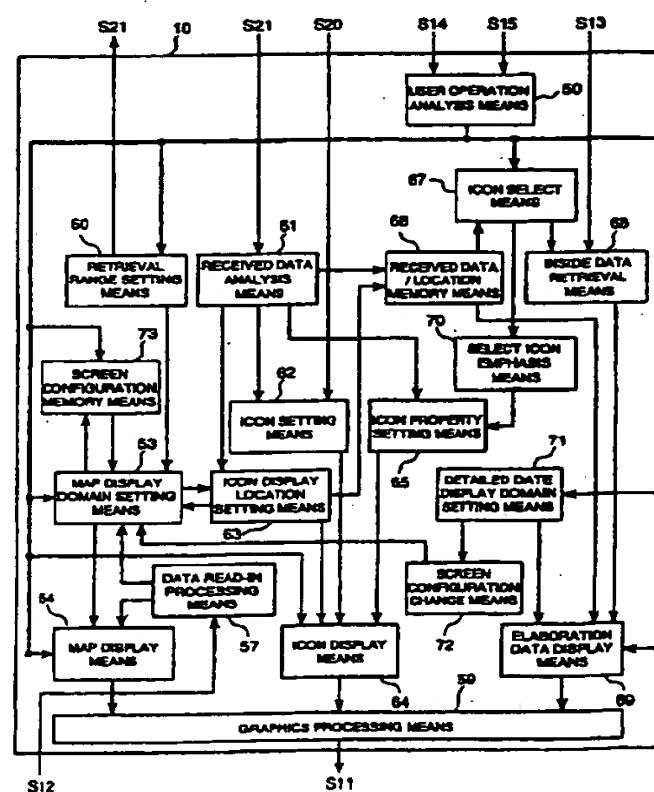 S21
10
S21
S20
S14
S15
S13
USER OPERATION
ANALYSIS MEANS
50
67
ICON SELECT
MEANS
60
RETRIEVAL
RANGE SETTING
MEANS
61
RECEIVED DATA
ANALYSIS MEANS
66
RECEIVED DATA
/ LOCATION
MEMORY MEANS
68
INSIDE DATA
RETRIEVAL
MEANS
73
SCREEN
CONFIGURATION
MEMORY MEANS
70
SELECT ICON
EMPHASIS
MEANS
62
ICON SETTING
MEANS
ICON PROPERTY
SETTING MEANS
65
53
MAP DISPLAY
DOMAIN SETTING
MEANS
ICON DISPLAY
LOCATION
SETTING MEANS
63
71
DETAILED DATE
DISPLAY DOMAIN
SETTING MEANS
DATA READ-IN
PROCESSING
MEANS
57
SCREEN
CONFIGURATION
CHANGE MEANS
72
54
MAP DISPLAY
MEANS
ICON DISPLAY
MEANS
64
ELABORATION
DATA DISPLAY
MEANS
69
59
GRAPHICS PROCESSING MEANS
S12
S11